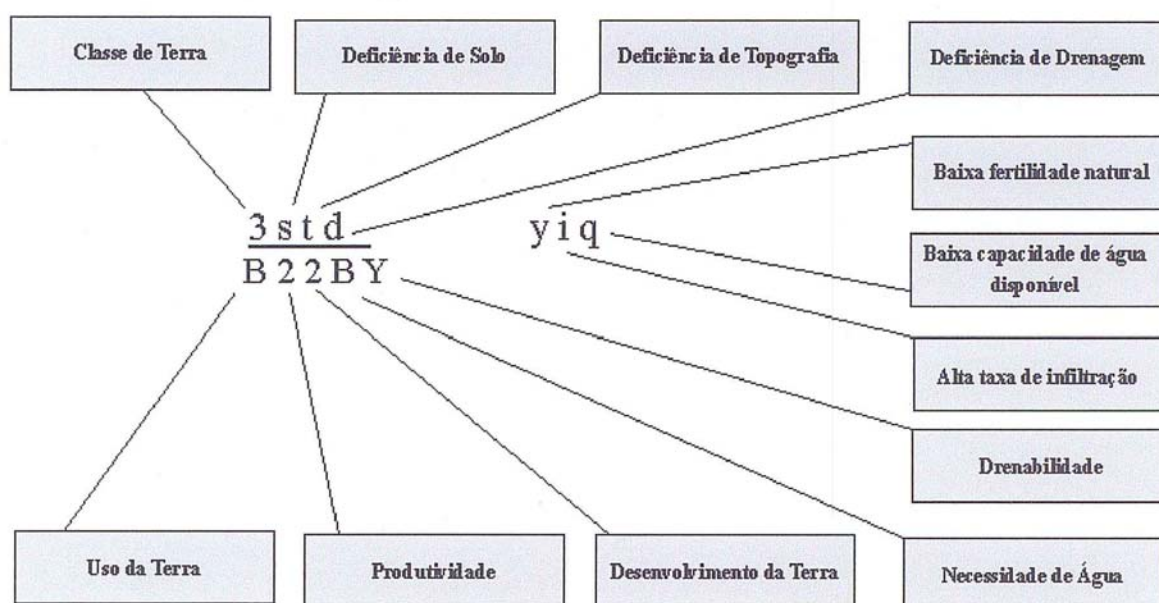 Classe de Terra
Deficiência de Solo
Deficiência de Topografia
Deficiência de Drenagem
Baixa fertilidade natural
3 s t d
y i q
B 2 2 B Y
Baixa capacidade de água
disponível
Alta taxa de infiltração
Drenabilidade
Uso da Terra
Produtividade
Desenvolvimento da Terra
Necessidade de Água